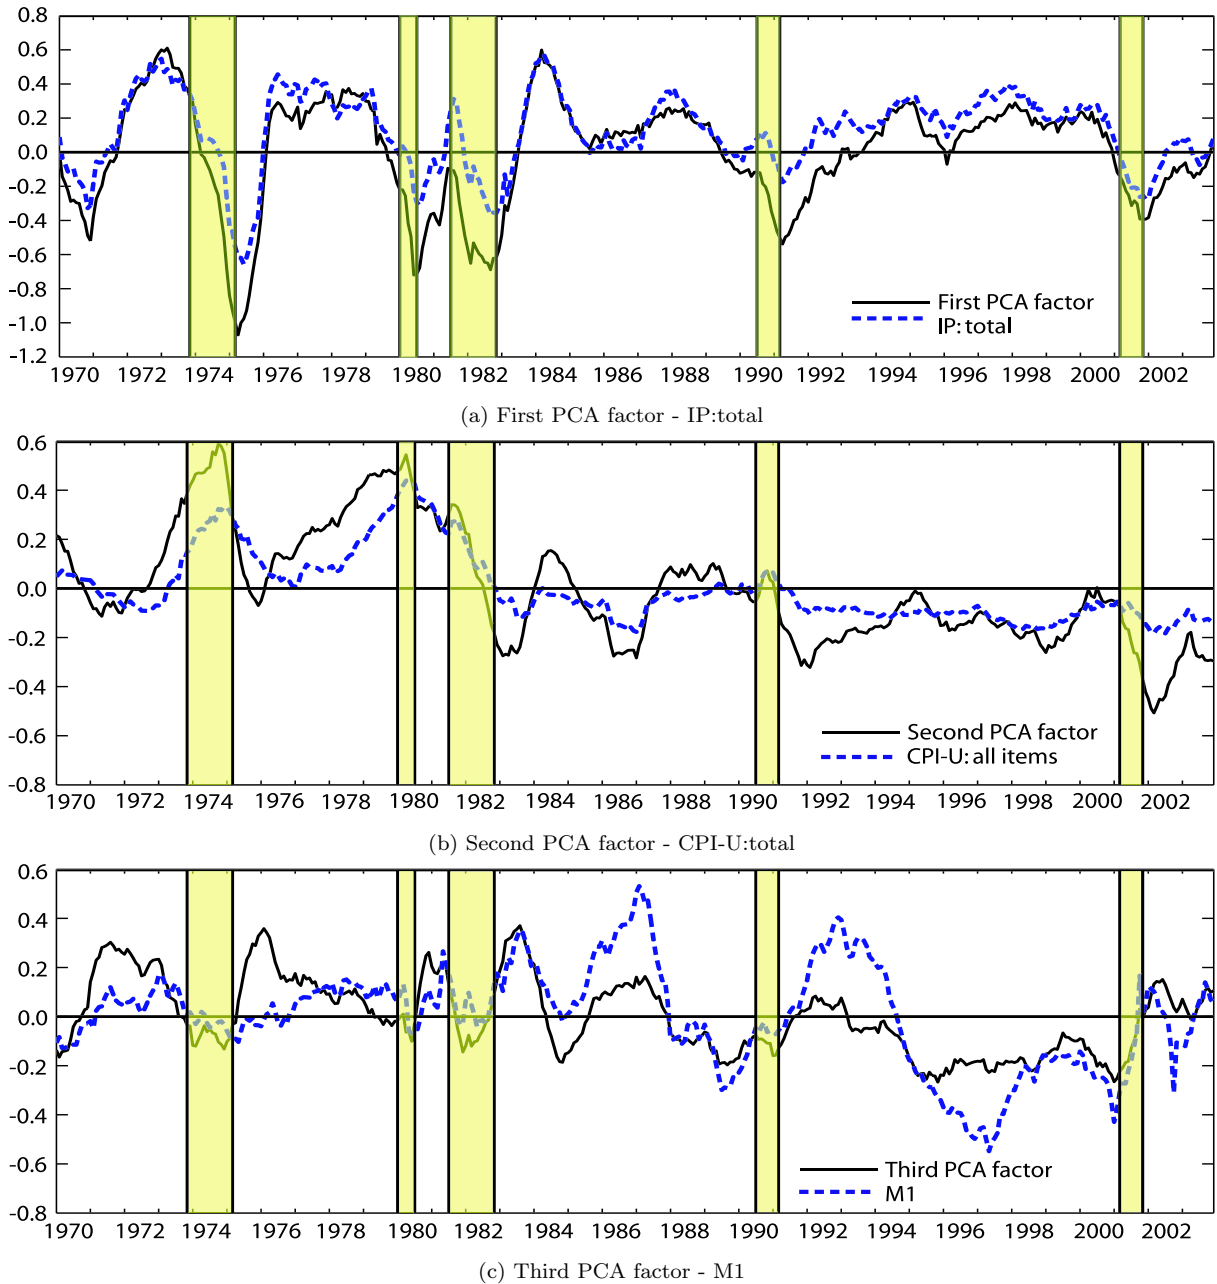 0.8
0.6
0.4
0.2
0.0
-0.2
-0.4
-0.6
-0.8
-1.0
-1.2
First PCA factor
IP: total
1970 1972 1974 1976 1978 1980 1982 1984 1986 1988 1990 1992 1994 1996 1998 2000 2002
(a) First PCA factor - IP:total
0.6
0.4
0.2
0.0
-0.2
-0.4
-0.6
-0.8
Second PCA factor
CPI-U: all items
1970 1972 1974 1976 1978 1980 1982 1984 1986 1988 1990 1992 1994 1996 1998 2000 2002
(b) Second PCA factor - CPI-U:total
0.6
0.4
0.2
0.0
-0.2
-0.4
-0.6
-0.8
Third PCA factor
M1
1970 1972 1974 1976 1978 1980 1982 1984 1986 1988 1990 1992 1994 1996 1998 2000 2002
(c) Third PCA factor - M1